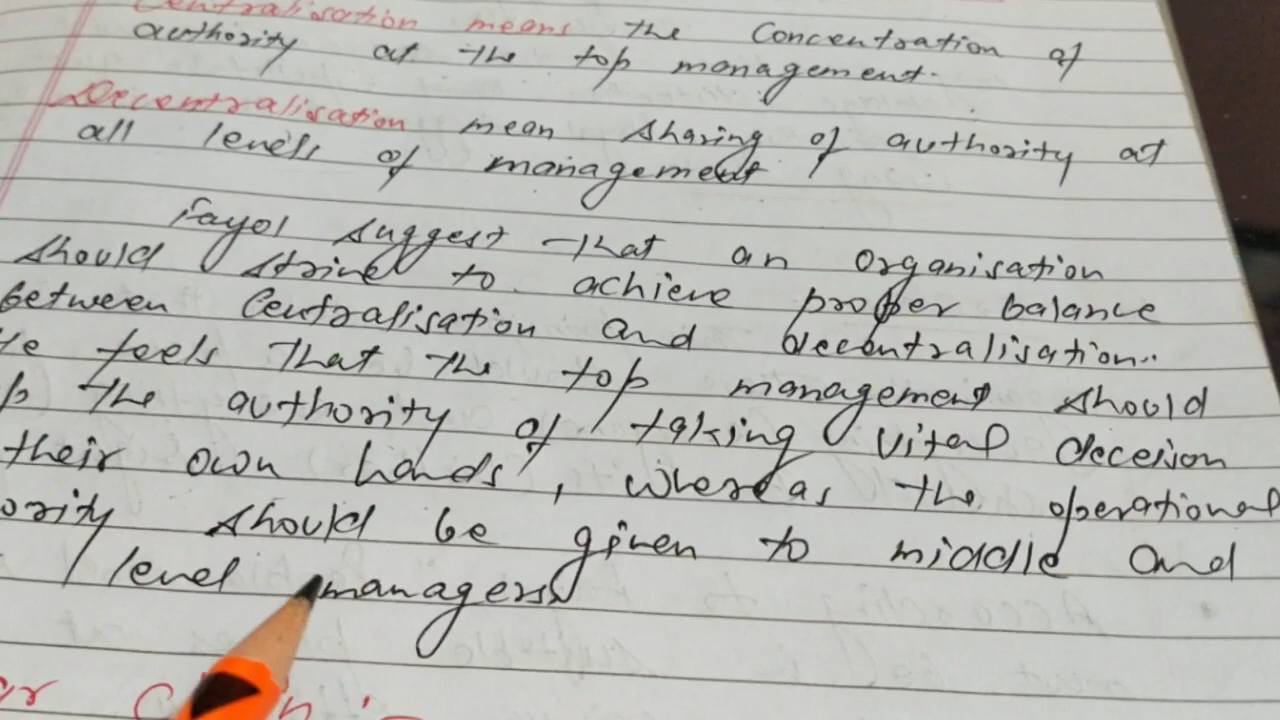 Centralisation means the Concentration of
authority at the top management.
Decentralisation mean sharing of authority at
all levels of management
Fayol suggest that an Organisation
should strive to achieve proper balance
between Centralisation and decentralisation..
He feels that the top management should
the authority of taking vital deceision
their own hands, whereas the operational
ority should be given to middle and
level managers